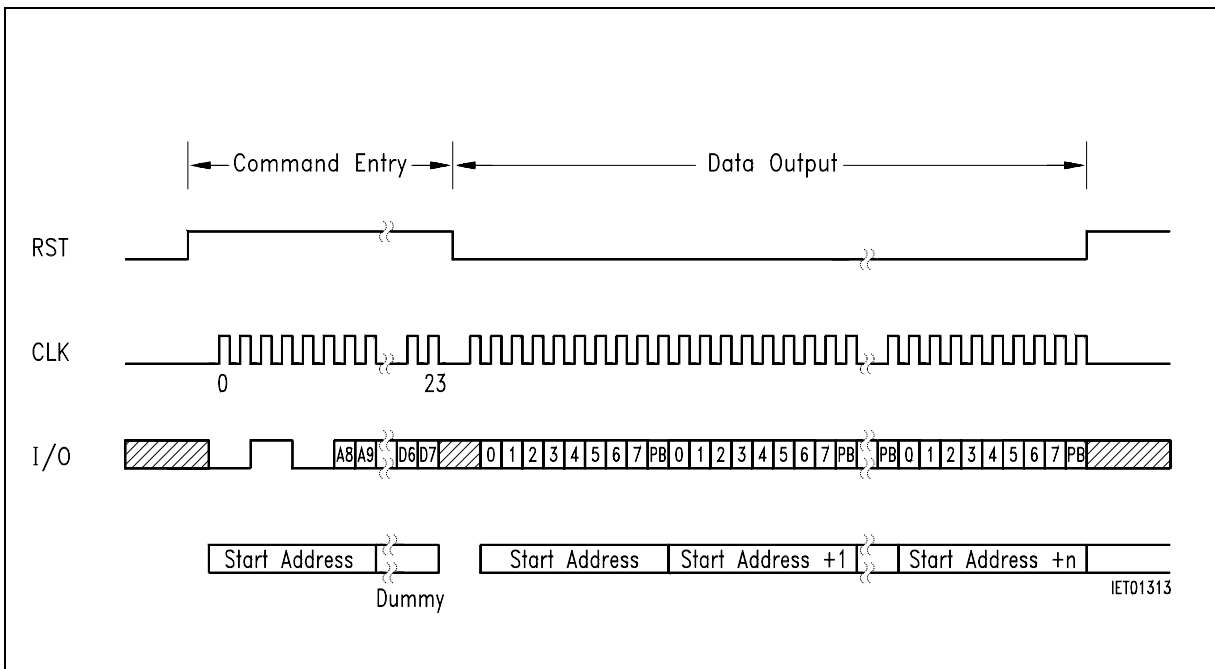 Command Entry Data Output
RST
CLK
0 23
I/O A8 A9 D6 D7 0 1 2 3 4 5 6 7 PB 0 1 2 3 4 5 6 7 PB PB 0 1 2 3 4 5 6 7 PB
Start Address Start Address Start Address +1 Start Address +n
Dummy
IET01313